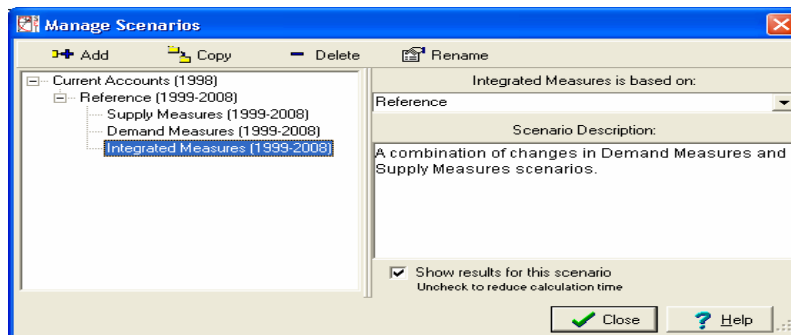 Manage Scenarios
Add Copy Delete Rename
Current Accounts (1998)
Reference (1999-2008)
Supply Measures (1999-2008)
Demand Measures (1999-2008)
Integrated Measures (1999-2008)
Integrated Measures is based on:
Reference
Scenario Description:
A combination of changes in Demand Measures and
Supply Measures scenarios.
Show results for this scenario
Uncheck to reduce calculation time
Close ? Help